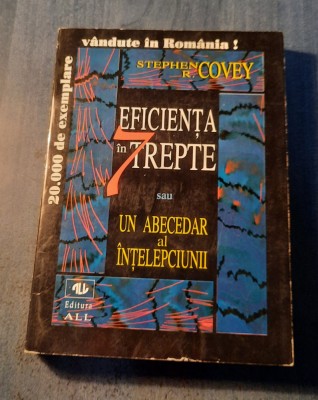 20.000 de exemplare
vândute în România !
STEPHEN R. COVEY
EFICIENȚA
în 7 TREPTE
sau
UN ABECEDAR
al
ÎNȚELEPCIUNII
ALL
Editura
ALL